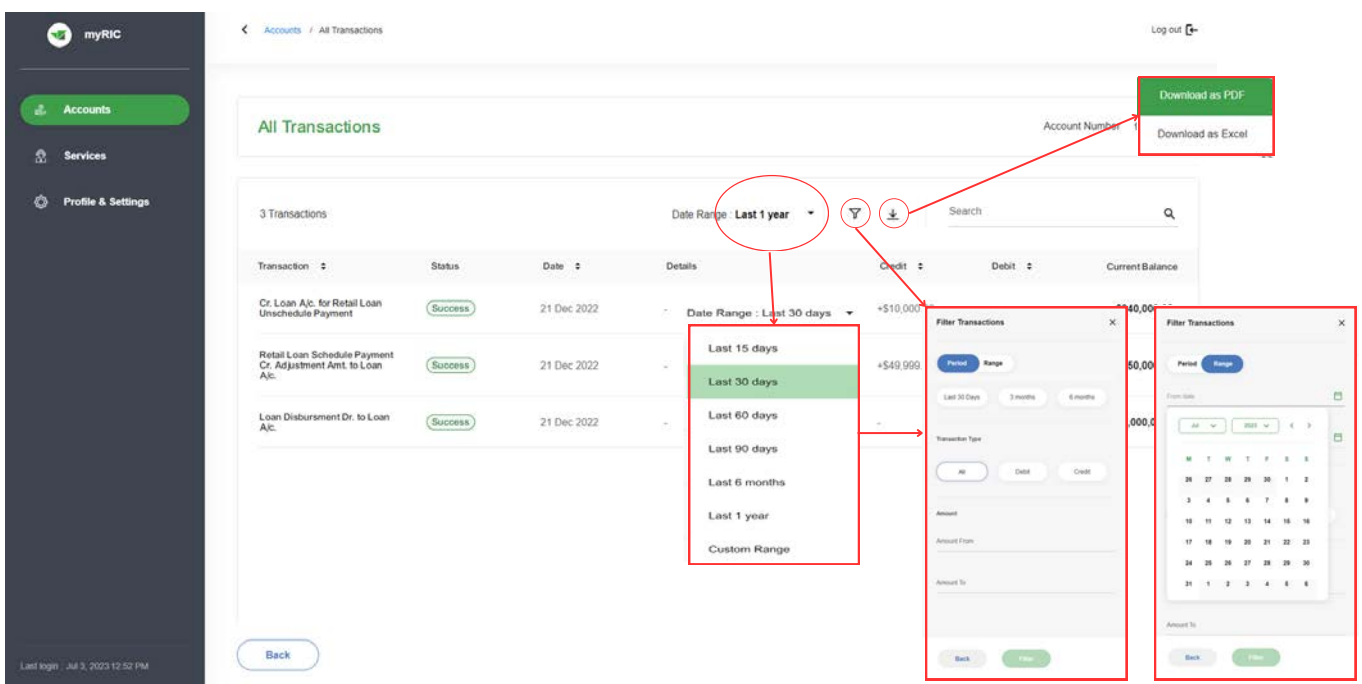 myRIC
Accounts / All Transactions
Log out
Accounts
Services
Profile & Settings
All Transactions
Account Number
Download as PDF
Download as Excel
3 Transactions
Date Range : Last 1 year
Search
Transaction Status Date Details Credit Debit Current Balance
Cr. Loan A/c. for Retail Loan
Unschedule Payment
Success
21 Dec 2022
-
+$10,000
Retail Loan Schedule Payment
Cr. Adjustment Amt. to Loan
A/c.
Success
21 Dec 2022
-
+$49,999.
Loan Disbursment Dr. to Loan
A/c.
Success
21 Dec 2022
-
-
Date Range : Last 30 days
Last 15 days
Last 30 days
Last 60 days
Last 90 days
Last 6 months
Last 1 year
Custom Range
Filter Transactions
Period Range
Last 30 Days 3 months 6 months
Transaction Type
All Debit Credit
Amount
Amount From
Amount To
Back Filter
Filter Transactions
Period Range
From date
Jul 2023
M T W T F S S
26 27 28 29 30 1 2
3 4 5 6 7 8 9
10 11 12 13 14 15 16
17 18 19 20 21 22 23
24 25 26 27 28 29 30
31 1 2 3 4 5 6
Amount To
Back Filter
Back
Last login : Jul 3, 2023 12:52 PM